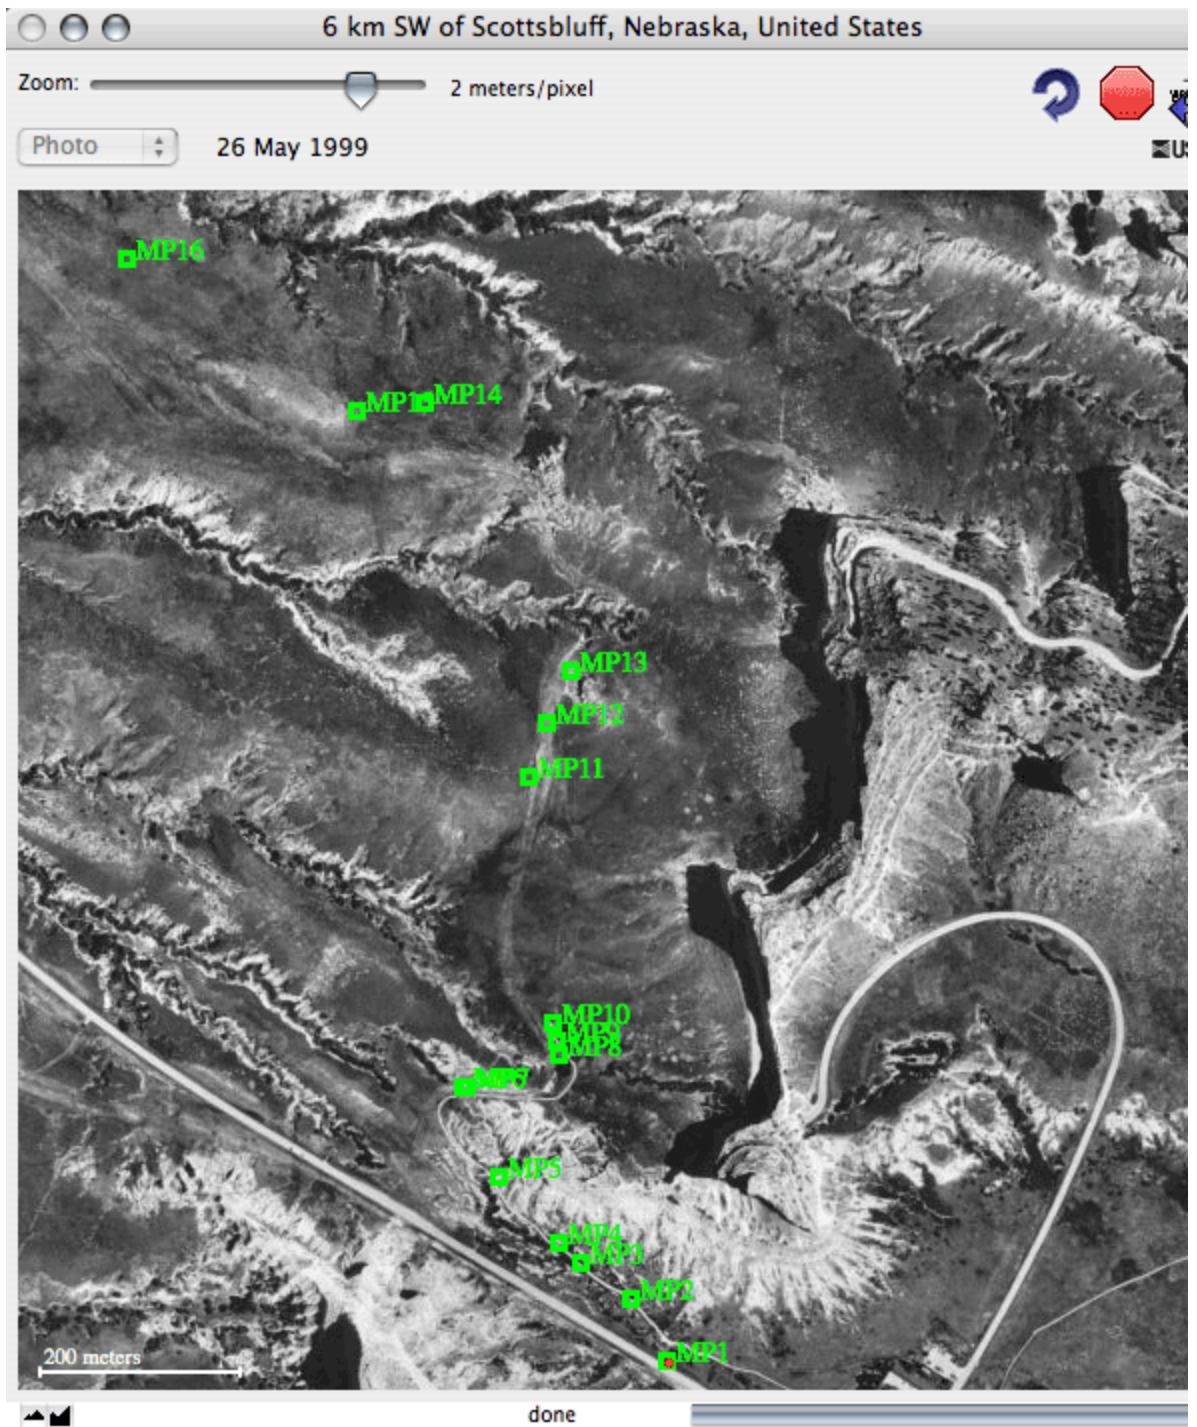 6 km SW of Scottsbluff, Nebraska, United States
Zoom: 2 meters/pixel
Photo 26 May 1999
MP16
MP14
MP13
MP12
MP11
MP10
MP9
MP8
MP5
MP4
MP3
MP2
MP1
200 meters
done